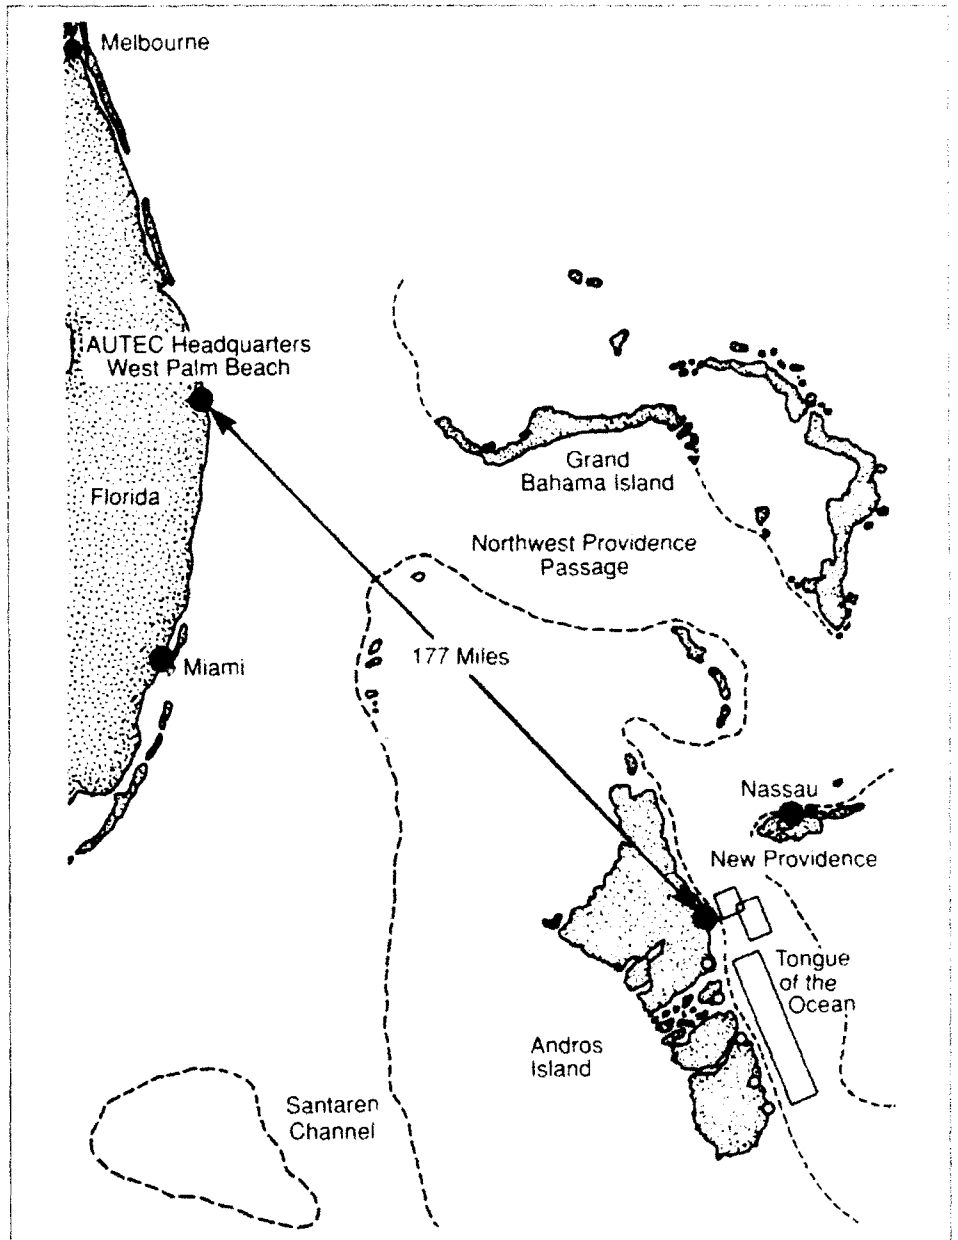 Melbourne
AUTEC Headquarters
West Palm Beach
Florida
Grand
Bahama Island
Northwest Providence
Passage
177 Miles
Miami
Nassau
New Providence
Tongue
of the
Ocean
Andros
Island
Santaren
Channel